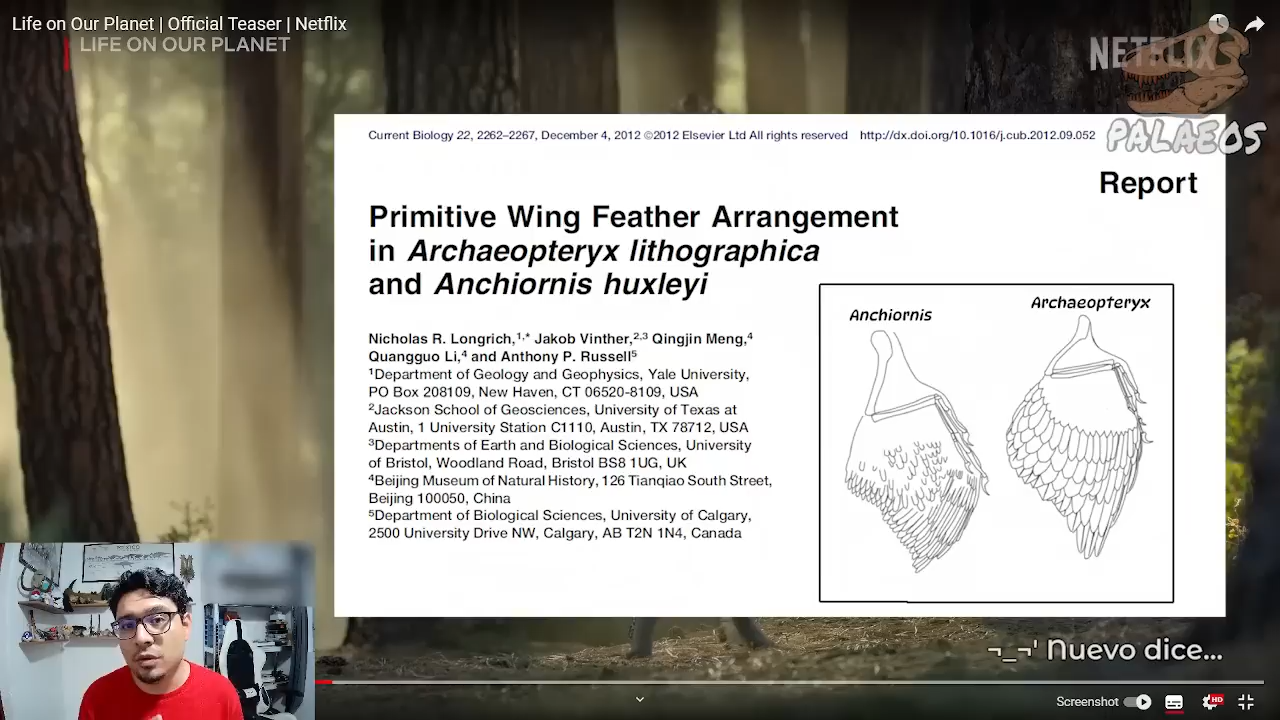 Life on Our Planet | Official Teaser | Netflix
LIFE ON OUR PLANET
NETFLIX
PALAEOS
Current Biology 22, 2262–2267, December 4, 2012 ©2012 Elsevier Ltd All rights reserved http://dx.doi.org/10.1016/j.cub.2012.09.052
Report
Primitive Wing Feather Arrangement
in Archaeopteryx lithographica
and Anchiornis huxleyi
Nicholas R. Longrich,1,* Jakob Vinther,2,3 Qingjin Meng,4
Quangguo Li,4 and Anthony P. Russell5
1Department of Geology and Geophysics, Yale University,
PO Box 208109, New Haven, CT 06520-8109, USA
2Jackson School of Geosciences, University of Texas at
Austin, 1 University Station C1110, Austin, TX 78712, USA
3Departments of Earth and Biological Sciences, University
of Bristol, Woodland Road, Bristol BS8 1UG, UK
4Beijing Museum of Natural History, 126 Tianqiao South Street,
Beijing 100050, China
5Department of Biological Sciences, University of Calgary,
2500 University Drive NW, Calgary, AB T2N 1N4, Canada
Anchiornis
Archaeopteryx
MEXICO
¬_¬' Nuevo dice...
Screenshot
HD